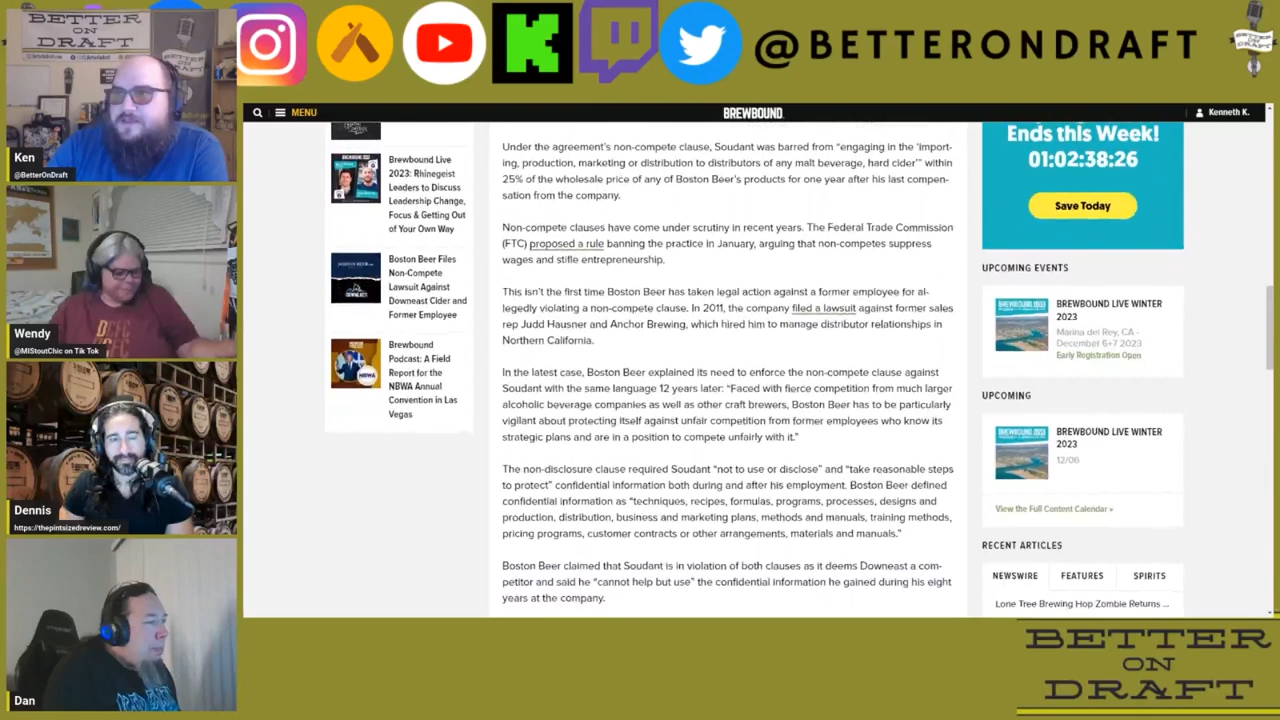 BETTER
ON
DRAFT
Ken
@BetterOnDraft
Wendy
@MIStoutChic on Tik Tok
Dennis
https://thepintsizedreview.com/
Dan
@BETTERONDRAFT
MENU
BREWBOUND
Kenneth K.
Brewbound Live
2023: Rhinegeist
Leaders to Discuss
Leadership Change,
Focus & Getting Out
of Your Own Way
Boston Beer Files
Non-Compete
Lawsuit Against
Downeast Cider and
Former Employee
Brewbound
Podcast: A Field
Report for the
NBWA Annual
Convention in Las
Vegas
Under the agreement's non-compete clause, Soudant was barred from “engaging in the ‘import-
ing, production, marketing or distribution to distributors of any malt beverage, hard cider’” within
25% of the wholesale price of any of Boston Beer's products for one year after his last compen-
sation from the company.
Non-compete clauses have come under scrutiny in recent years. The Federal Trade Commission
(FTC) proposed a rule banning the practice in January, arguing that non-competes suppress
wages and stifle entrepreneurship.
This isn't the first time Boston Beer has taken legal action against a former employee for al-
legedly violating a non-compete clause. In 2011, the company filed a lawsuit against former sales
rep Judd Hausner and Anchor Brewing, which hired him to manage distributor relationships in
Northern California.
In the latest case, Boston Beer explained its need to enforce the non-compete clause against
Soudant with the same language 12 years later: “Faced with fierce competition from much larger
alcoholic beverage companies as well as other craft brewers, Boston Beer has to be particularly
vigilant about protecting itself against unfair competition from former employees who know its
strategic plans and are in a position to compete unfairly with it.”
The non-disclosure clause required Soudant “not to use or disclose” and “take reasonable steps
to protect” confidential information both during and after his employment. Boston Beer defined
confidential information as “techniques, recipes, formulas, programs, processes, designs and
production, distribution, business and marketing plans, methods and manuals, training methods,
pricing programs, customer contracts or other arrangements, materials and manuals.”
Boston Beer claimed that Soudant is in violation of both clauses as it deems Downeast a com-
petitor and said he “cannot help but use” the confidential information he gained during his eight
years at the company.
Ends this Week!
01:02:38:26
Save Today
UPCOMING EVENTS
BREWBOUND LIVE WINTER
2023
Marina del Rey, CA -
December 6+7 2023
Early Registration Open
UPCOMING
BREWBOUND LIVE WINTER
2023
12/06
View the Full Content Calendar »
RECENT ARTICLES
NEWSWIRE
FEATURES
SPIRITS
Lone Tree Brewing Hop Zombie Returns ...
BETTER
ON
DRAFT